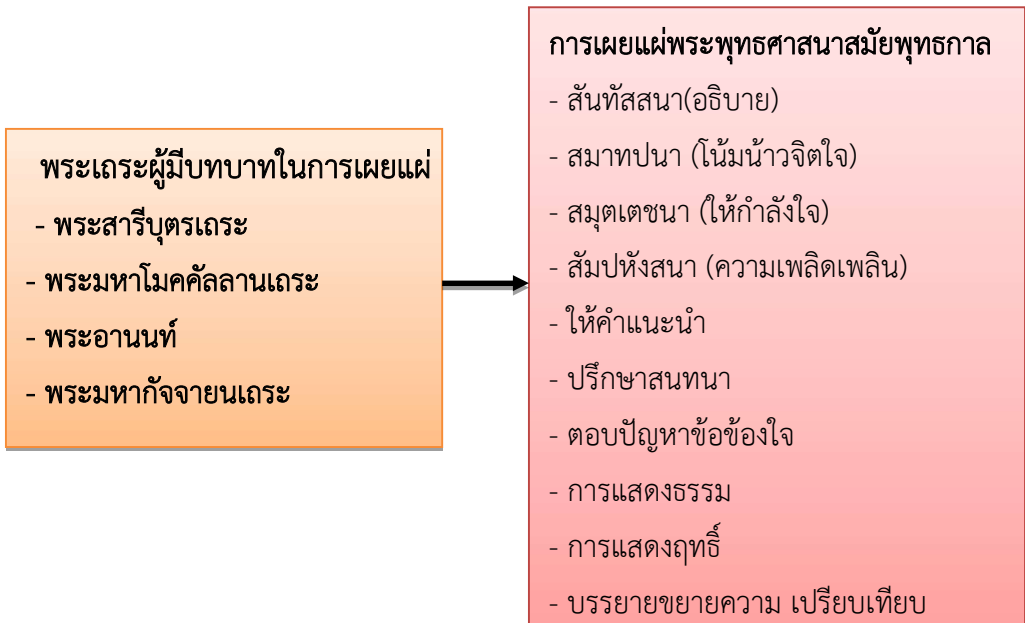 พระเถระผู้มีบทบาทในการเผยแผ่
- พระสารีบุตรเถระ
- พระมหาโมคคัลลานเถระ
- พระอานนท์
- พระมหากัจจายนเถระ
การเผยแผ่พระพุทธศาสนาสมัยพุทธกาล
- สันทัสสนา(อธิบาย)
- สมาทปนา (โน้มน้าวจิตใจ)
- สมุตเตชนา (ให้กำลังใจ)
- สัมปหังสนา (ความเพลิดเพลิน)
- ให้คำแนะนำ
- ปรึกษาสนทนา
- ตอบปัญหาข้อข้องใจ
- การแสดงธรรม
- การแสดงฤทธิ์
- บรรยายขยายความ เปรียบเทียบ